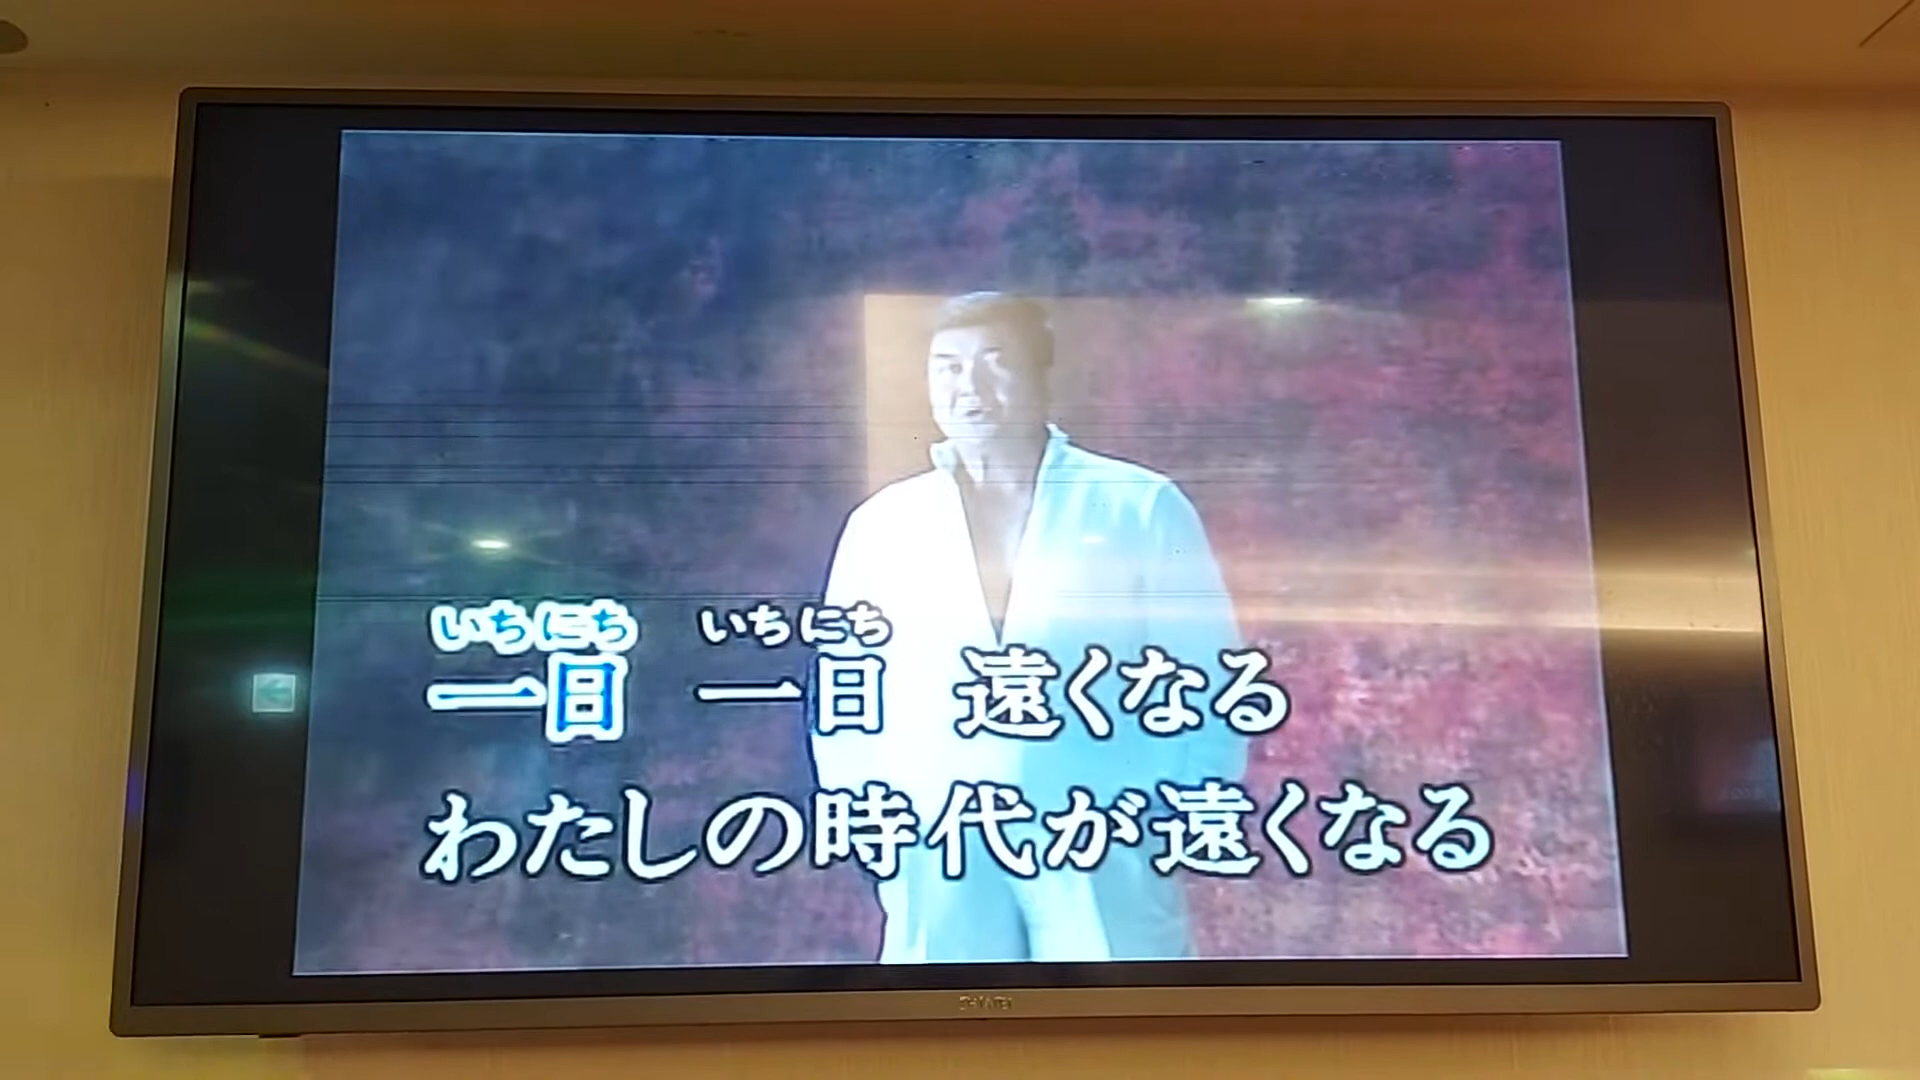 いちにち いちにち
一日 一日 遠くなる
わたしの時代が遠くなる